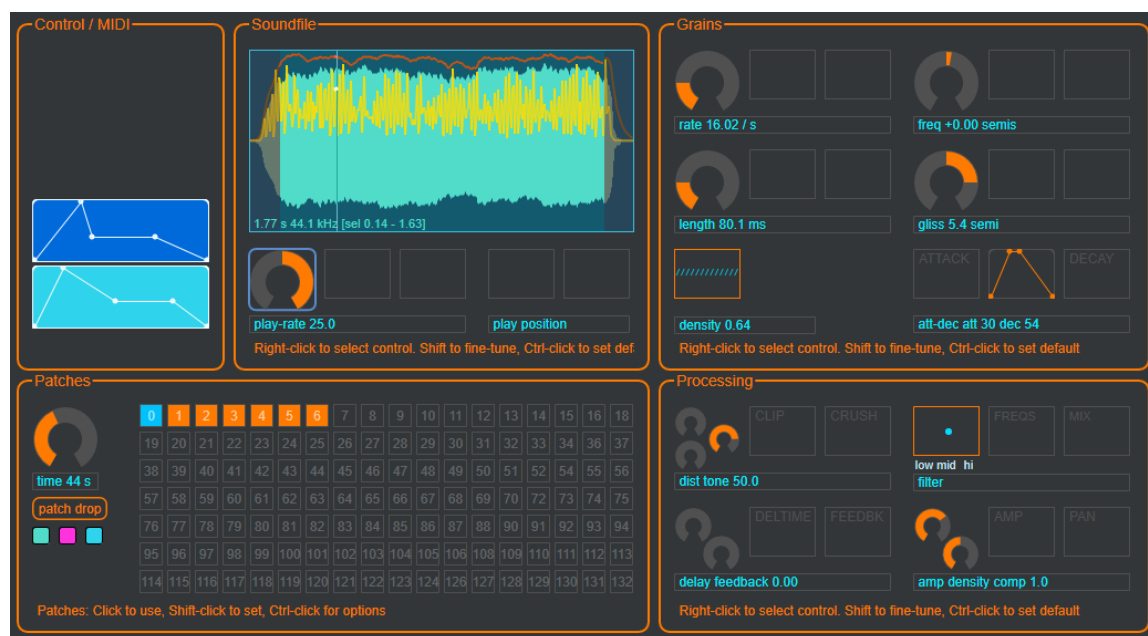 Control / MIDI
Soundfile
1.77 s 44.1 kHz [sel 0.14 - 1.63]
play-rate 25.0
play position
Right-click to select control. Shift to fine-tune, Ctrl-click to set def
Grains
rate 16.02 / s
freq +0.00 semis
length 80.1 ms
gliss 5.4 semi
ATTACK
DECAY
density 0.64
att-dec att 30 dec 54
Right-click to select control. Shift to fine-tune, Ctrl-click to set default
Patches
time 44 s
patch drop
0 1 2 3 4 5 6 7 8 9 10 11 12 13 14 15 16 18
19 20 21 22 23 24 25 26 27 28 29 30 31 32 33 34 36 37
38 39 40 41 42 43 44 45 46 47 48 49 50 51 52 54 55 56
57 58 59 60 61 62 63 64 65 66 67 68 69 70 72 73 74 75
76 77 78 79 80 81 82 83 84 85 86 87 88 90 91 92 93 94
95 96 97 98 99 100 101 102 103 104 105 106 108 109 110 111 112 113
114 115 116 117 118 119 120 121 122 123 124 126 127 128 129 130 131 132
Patches: Click to use, Shift-click to set, Ctrl-click for options
Processing
CLIP
CRUSH
FREQS
MIX
low mid hi
dist tone 50.0
filter
DELTIME
FEEDBK
AMP
PAN
delay feedback 0.00
amp density comp 1.0
Right-click to select control. Shift to fine-tune, Ctrl-click to set default